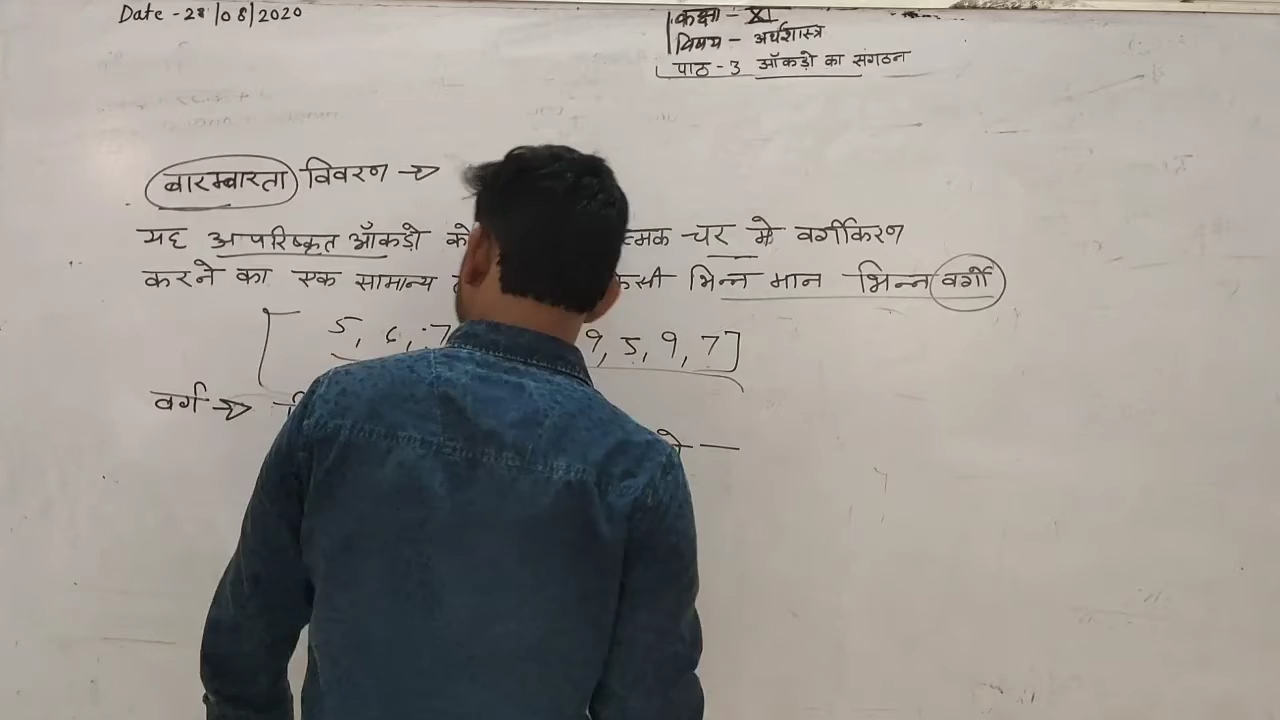 Date - 28/08/2020
कक्षा - XI
विषय - अर्थशास्त्र
पाठ - 3 आँकड़ो का संगठन
बारम्बारता विवरण →
यह अपरिष्कृत आँकड़ो को त्मक चर मे वर्गीकरण
करने का एक सामान्य भिन्न मान भिन्न वर्गो
[ 5, 6, 7 9, 5, 9, 7]
वर्ग →